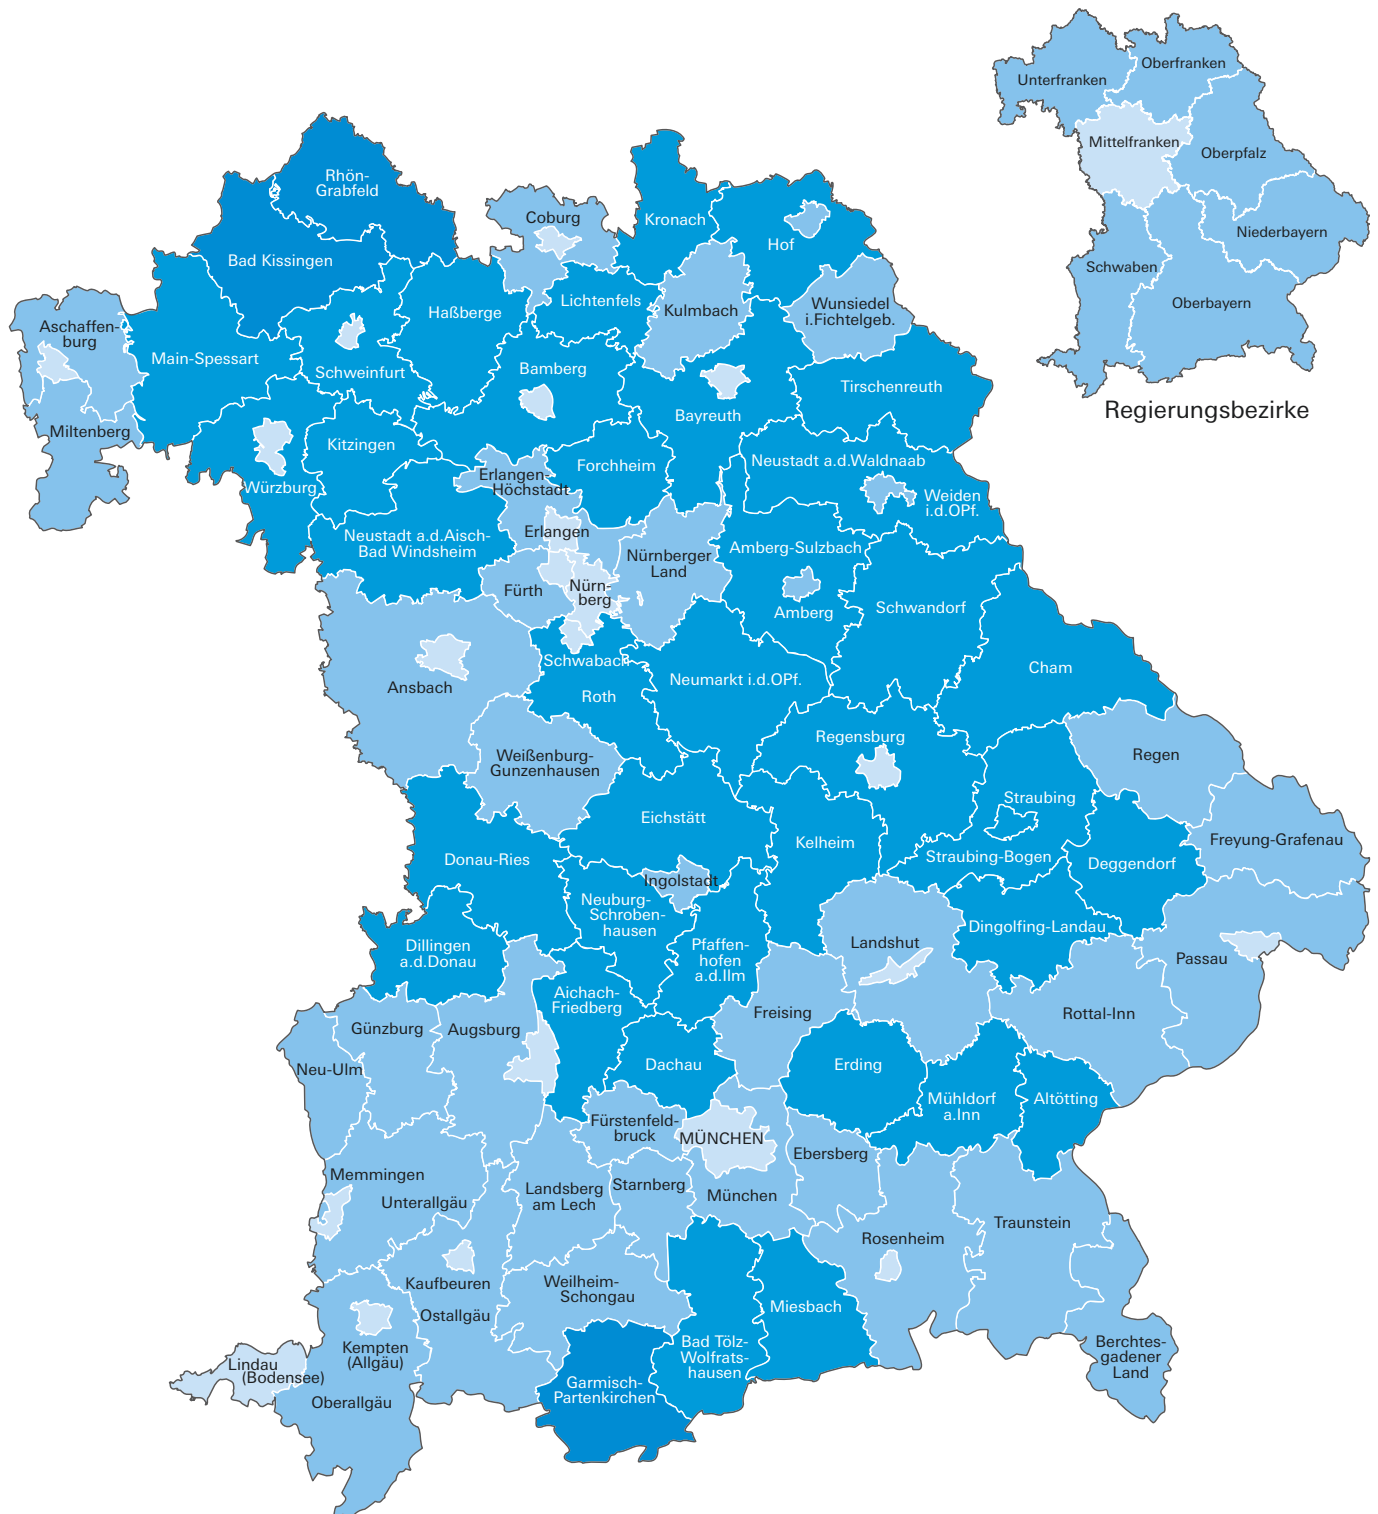 Oberfranken
Unterfranken
Mittelfranken
Oberpfalz
Niederbayern
Schwaben
Oberbayern
Regierungsbezirke
Rhön-
Grabfeld
Bad Kissingen
Coburg
Kronach
Hof
Lichtenfels
Haßberge
Kulmbach
Wunsiedel
i.Fichtelgeb.
Aschaffen-
burg
Main-Spessart
Schweinfurt
Bamberg
Tirschenreuth
Bayreuth
Miltenberg
Kitzingen
Würzburg
Forchheim
Erlangen-
Höchstadt
Neustadt a.d.Waldnaab
Weiden
i.d.OPf.
Neustadt a.d.Aisch-
Bad Windsheim
Erlangen
Nürnberger
Land
Amberg-Sulzbach
Fürth
Nürn-
berg
Amberg
Schwandorf
Schwabach
Ansbach
Roth
Neumarkt i.d.OPf.
Cham
Regensburg
Weißenburg-
Gunzenhausen
Regen
Straubing
Eichstätt
Kelheim
Freyung-Grafenau
Donau-Ries
Straubing-Bogen
Deggendorf
Ingolstadt
Neuburg-
Schroben-
hausen
Dingolfing-Landau
Dillingen
a.d.Donau
Pfaffen-
hofen
a.d.Ilm
Landshut
Passau
Aichach-
Friedberg
Freising
Rottal-Inn
Günzburg
Augsburg
Neu-Ulm
Dachau
Erding
Mühldorf
a.Inn
Altötting
Fürstenfeld-
bruck
MÜNCHEN
Ebersberg
Memmingen
Unterallgäu
Landsberg
am Lech
Starnberg
München
Traunstein
Rosenheim
Kaufbeuren
Ostallgäu
Weilheim-
Schongau
Miesbach
Kempten
(Allgäu)
Bad Tölz-
Wolfrats-
hausen
Berchtes-
gadener
Land
Lindau
(Bodensee)
Oberallgäu
Garmisch-
Partenkirchen